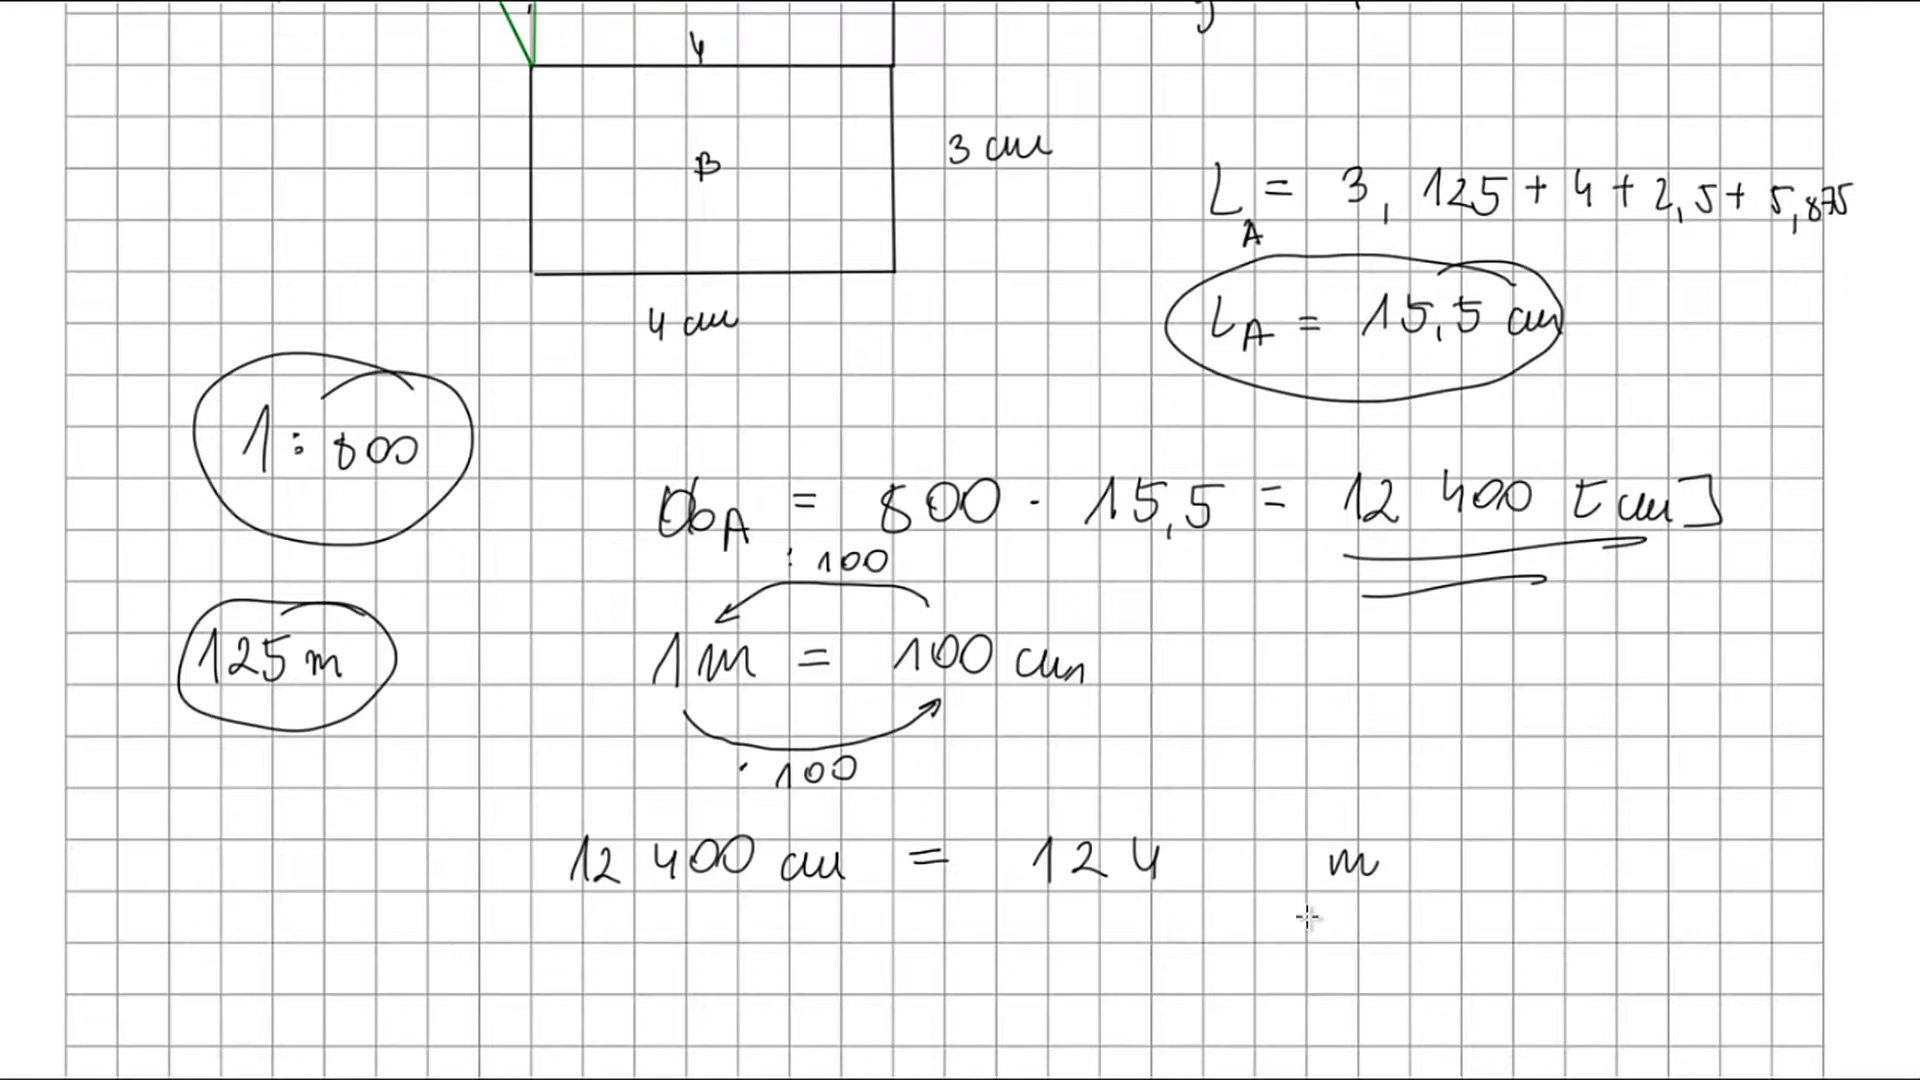 4
B
3 cm
L_A = 3,125 + 4 + 2,5 + 5,875
4 cm
L_A = 15,5 cm
1 : 800
Ob_A = 800 · 15,5 = 12 400 [cm]
: 100
125 m
1 m = 100 cm
· 100
12 400 cm = 124 m